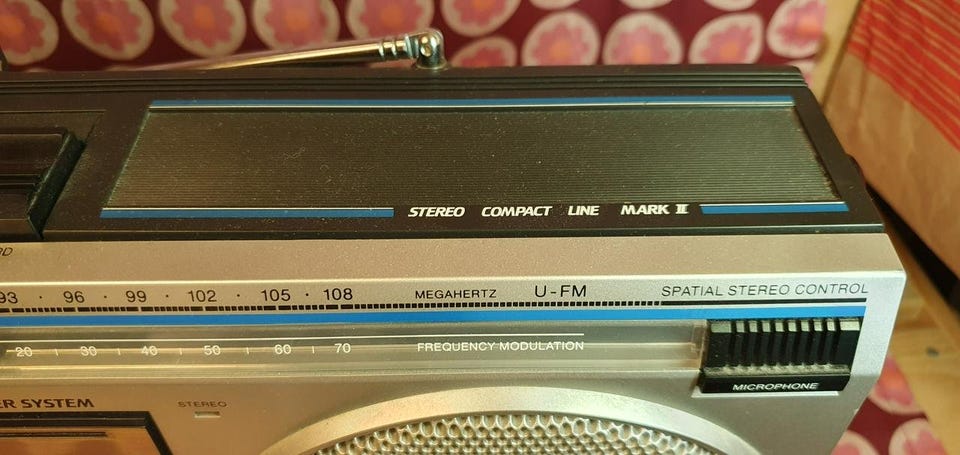 STEREO COMPACT LINE MARK II
93 · 96 · 99 · 102 · 105 · 108 MEGAHERTZ U-FM SPATIAL STEREO CONTROL
20 30 40 50 60 70 FREQUENCY MODULATION
MICROPHONE
SYSTEM STEREO